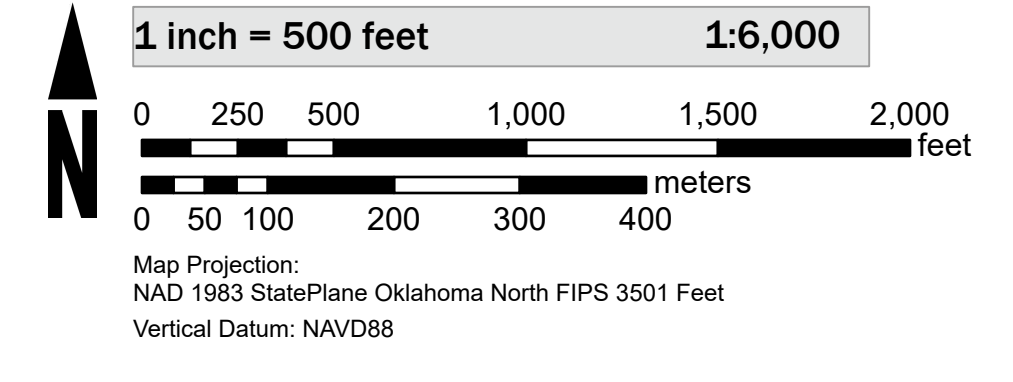 1 inch = 500 feet 1:6,000
0 250 500 1,000 1,500 2,000
feet
meters
0 50 100 200 300 400
N
Map Projection:
NAD 1983 StatePlane Oklahoma North FIPS 3501 Feet
Vertical Datum: NAVD88